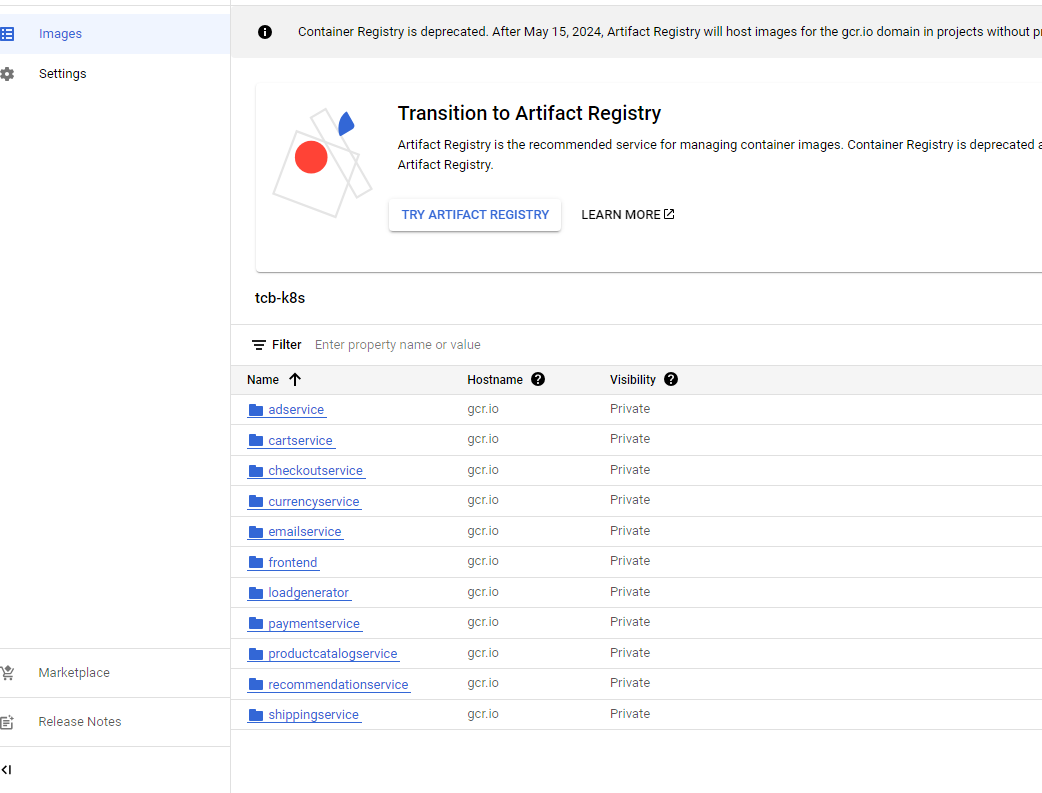 Images
Settings
Container Registry is deprecated. After May 15, 2024, Artifact Registry will host images for the gcr.io domain in projects without
Transition to Artifact Registry
Artifact Registry is the recommended service for managing container images. Container Registry is deprecated
Artifact Registry.
TRY ARTIFACT REGISTRY LEARN MORE
tcb-k8s
Filter Enter property name or value
Name Hostname Visibility
adservice gcr.io Private
cartservice gcr.io Private
checkoutservice gcr.io Private
currencyservice gcr.io Private
emailservice gcr.io Private
frontend gcr.io Private
loadgenerator gcr.io Private
paymentservice gcr.io Private
productcatalogservice gcr.io Private
recommendationservice gcr.io Private
shippingservice gcr.io Private
Marketplace
Release Notes